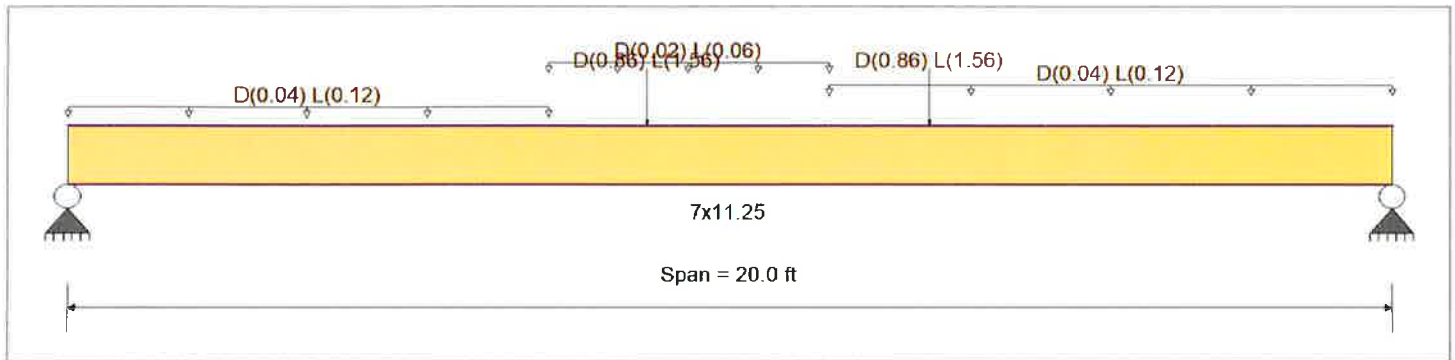 D(0.02) L(0.06)
D(0.86) L(1.56)
D(0.86) L(1.56)
D(0.04) L(0.12)
D(0.04) L(0.12)
7x11.25
Span = 20.0 ft